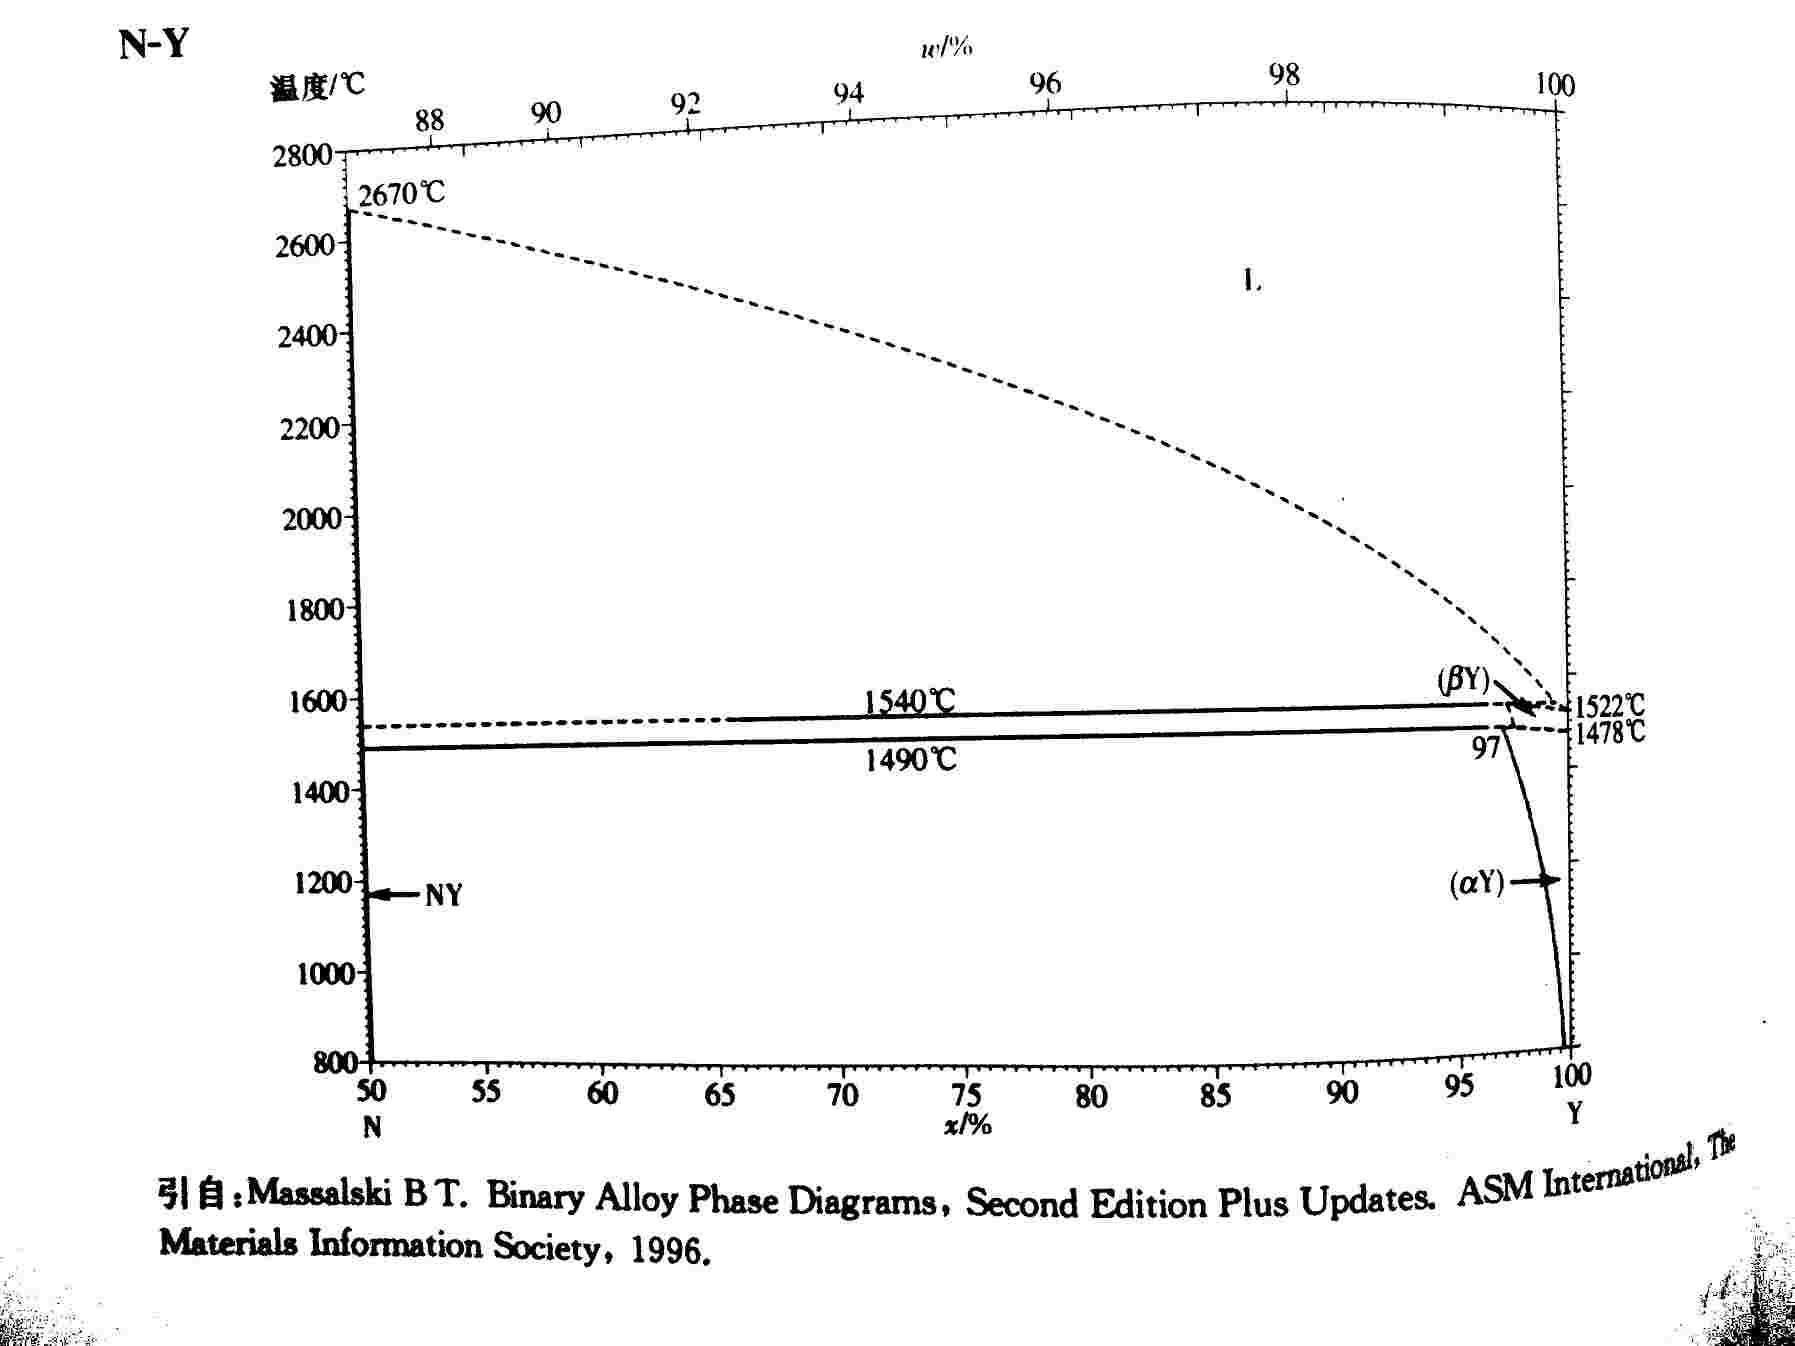 N-Y
w/%
温度/℃
88 90 92 94 96 98 100
2800
2670℃
2600
L
2400
2200
2000
1800
(βY)
1600
1540℃
1522℃
1478℃
1490℃
97
1400
1200
NY
(αY)
1000
800
50 55 60 65 70 75 80 85 90 95 100
N
x/%
Y
引自:Massalski B T. Binary Alloy Phase Diagrams, Second Edition Plus Updates. ASM International, The
Materials Information Society, 1996.